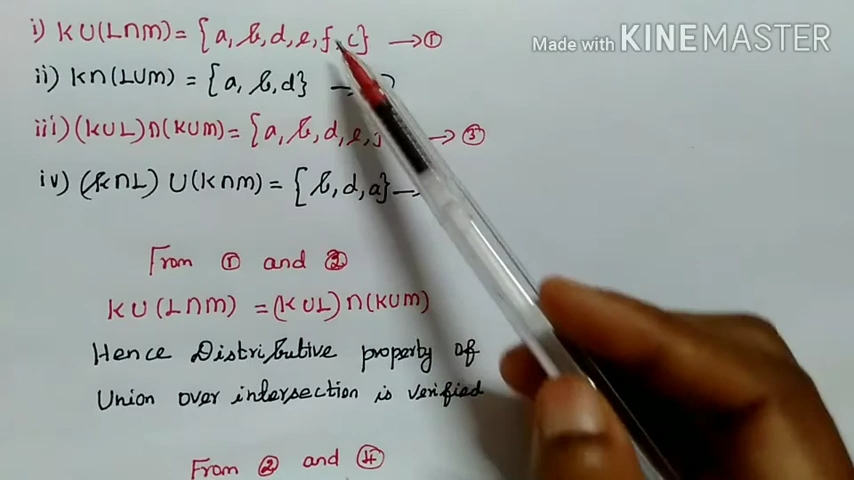 i) K∪(L∩M) = {a, b, d, e, f, c} → ①
Made with KINEMASTER
ii) K∩(L∪M) = {a, b, d} →
iii) (K∪L)∩(K∪M) = {a, b, d, e, → ③
iv) (K∩L) ∪(K∩M) = {b, d, a} →
From ① and ③
K∪(L∩M) = (K∪L)∩(K∪M)
Hence Distributive property of
Union over intersection is verified
From ② and ④